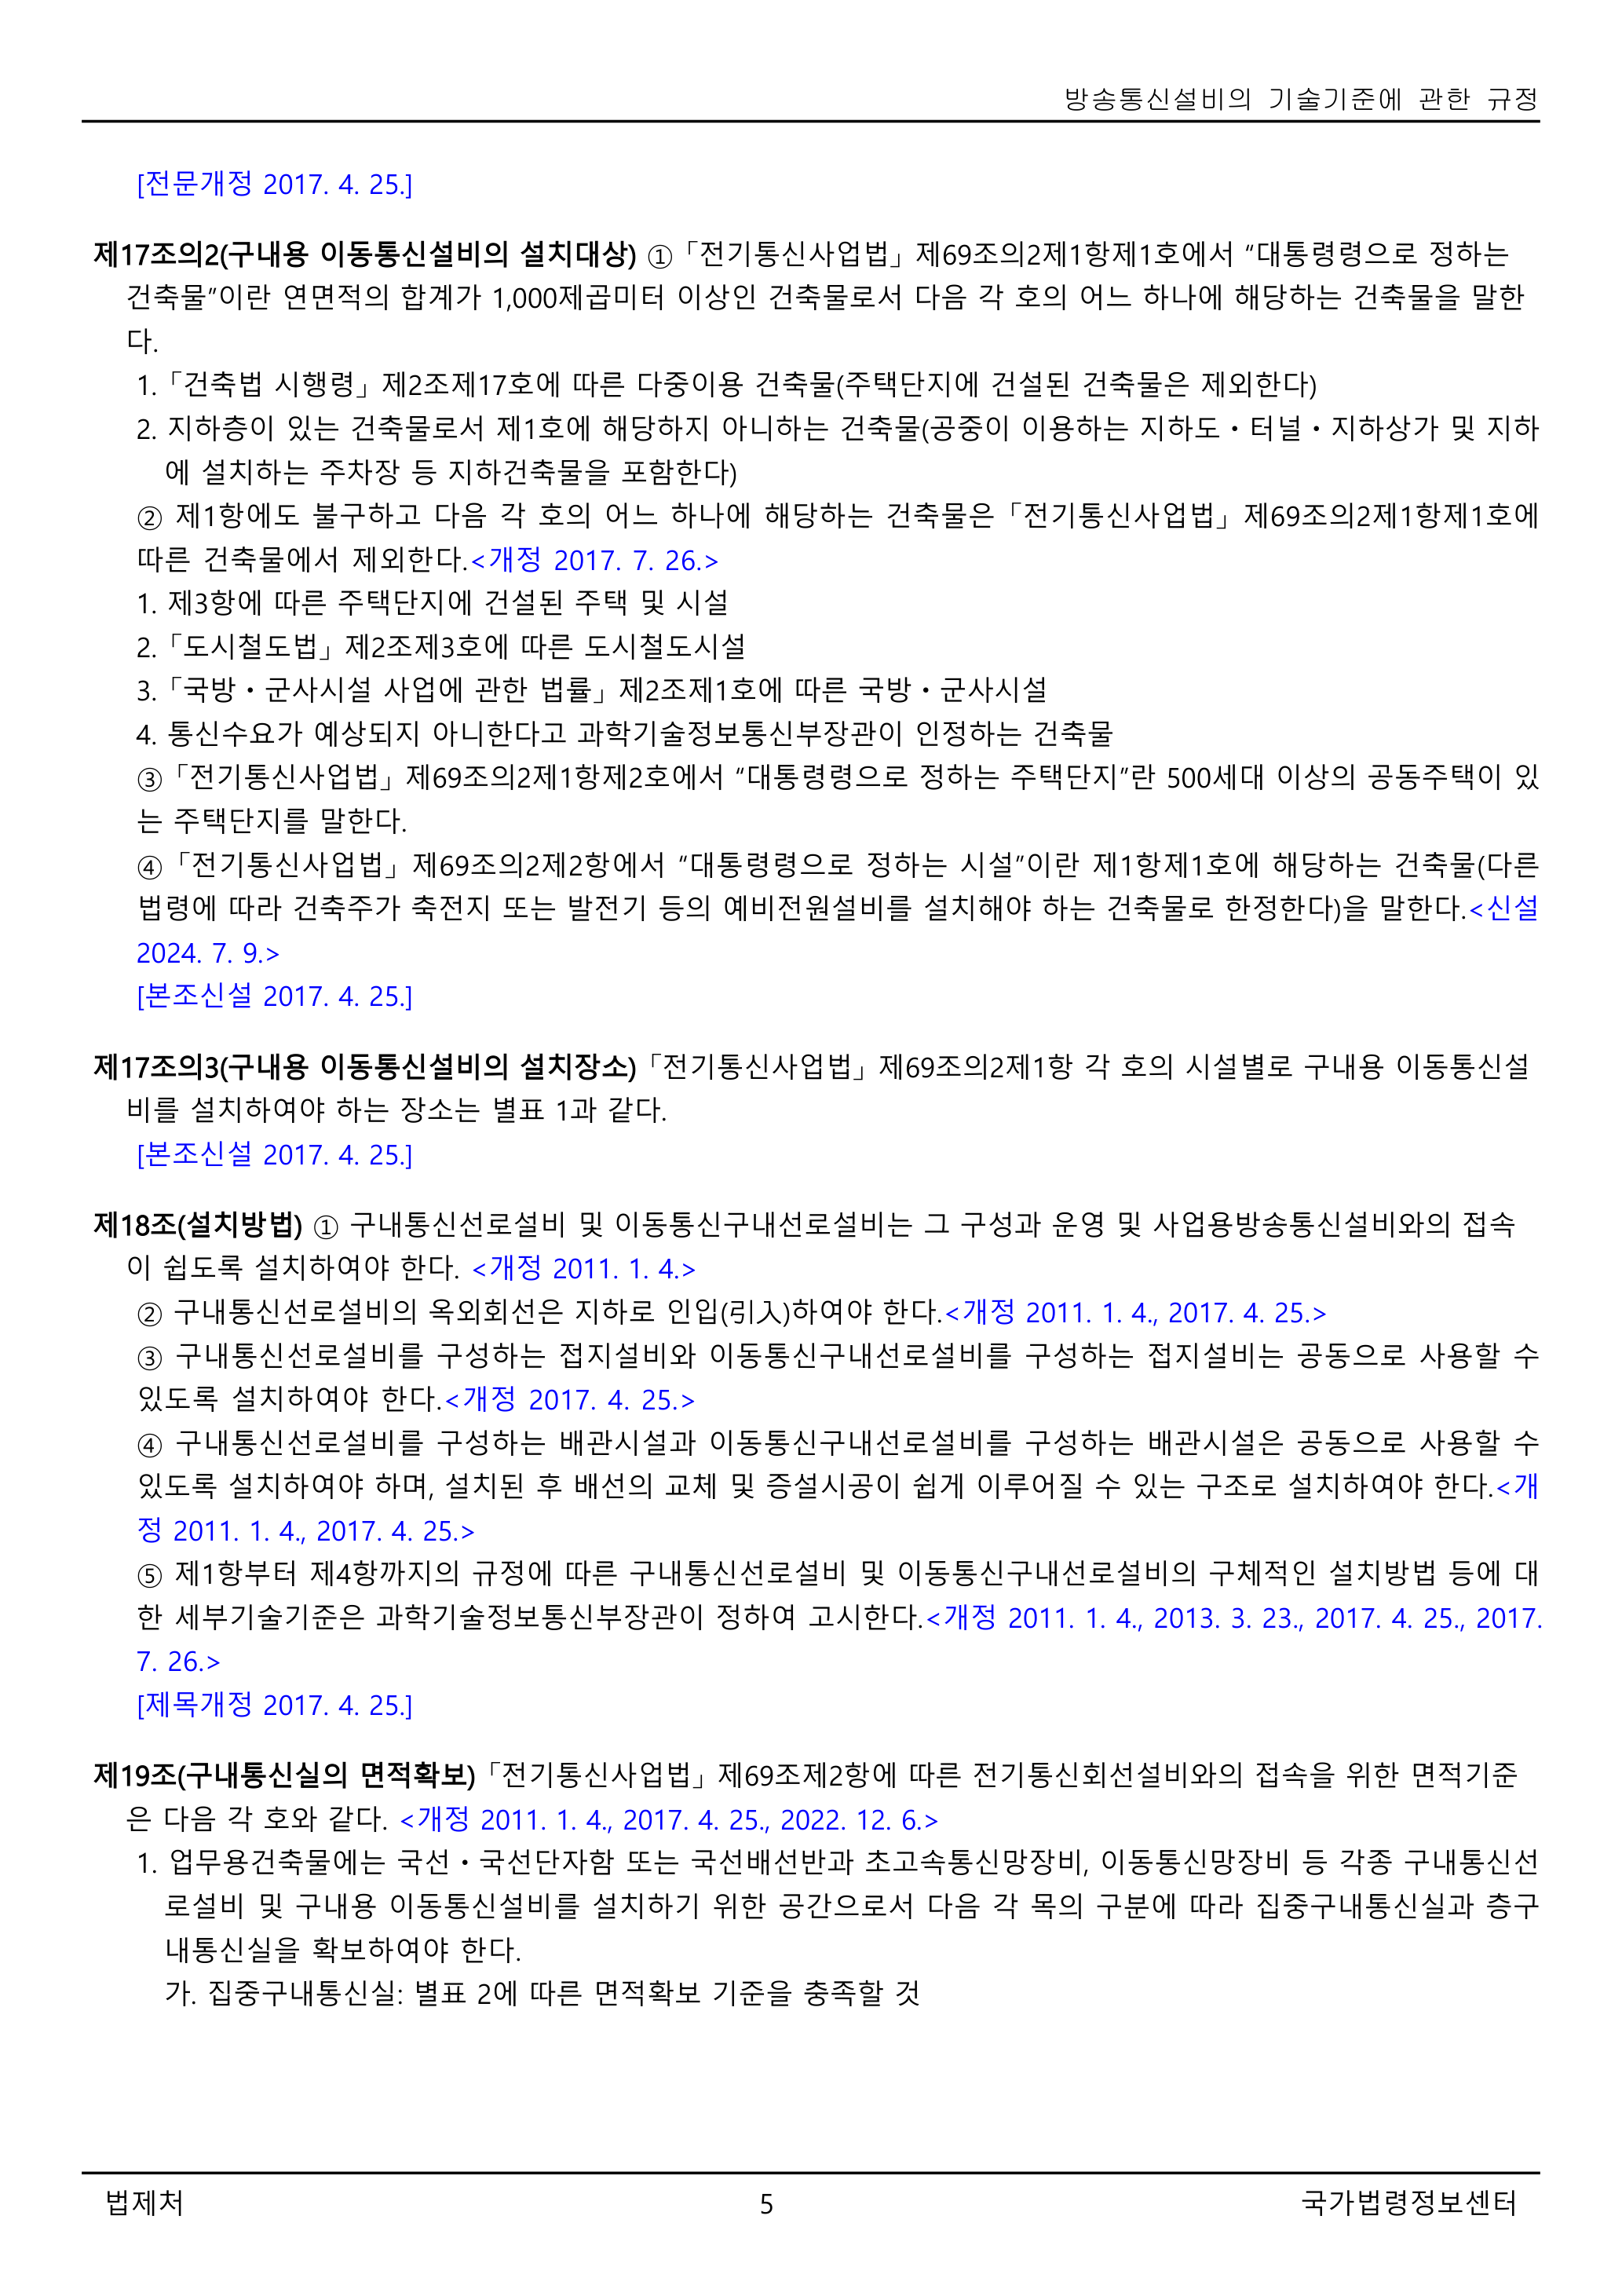 방송통신설비의 기술기준에 관한 규정
[전문개정 2017. 4. 25.]
제17조의2(구내용 이동통신설비의 설치대상) ①「전기통신사업법」제69조의2제1항제1호에서 “대통령령으로 정하는
건축물”이란 연면적의 합계가 1,000제곱미터 이상인 건축물로서 다음 각 호의 어느 하나에 해당하는 건축물을 말한
다.
1.「건축법 시행령」제2조제17호에 따른 다중이용 건축물(주택단지에 건설된 건축물은 제외한다)
2. 지하층이 있는 건축물로서 제1호에 해당하지 아니하는 건축물(공중이 이용하는 지하도ㆍ터널ㆍ지하상가 및 지하
에 설치하는 주차장 등 지하건축물을 포함한다)
② 제1항에도 불구하고 다음 각 호의 어느 하나에 해당하는 건축물은「전기통신사업법」제69조의2제1항제1호에
따른 건축물에서 제외한다.<개정 2017. 7. 26.>
1. 제3항에 따른 주택단지에 건설된 주택 및 시설
2.「도시철도법」제2조제3호에 따른 도시철도시설
3.「국방ㆍ군사시설 사업에 관한 법률」제2조제1호에 따른 국방ㆍ군사시설
4. 통신수요가 예상되지 아니한다고 과학기술정보통신부장관이 인정하는 건축물
③「전기통신사업법」제69조의2제1항제2호에서 “대통령령으로 정하는 주택단지”란 500세대 이상의 공동주택이 있
는 주택단지를 말한다.
④「전기통신사업법」제69조의2제2항에서 “대통령령으로 정하는 시설”이란 제1항제1호에 해당하는 건축물(다른
법령에 따라 건축주가 축전지 또는 발전기 등의 예비전원설비를 설치해야 하는 건축물로 한정한다)을 말한다.<신설
2024. 7. 9.>
[본조신설 2017. 4. 25.]
제17조의3(구내용 이동통신설비의 설치장소)「전기통신사업법」제69조의2제1항 각 호의 시설별로 구내용 이동통신설
비를 설치하여야 하는 장소는 별표 1과 같다.
[본조신설 2017. 4. 25.]
제18조(설치방법) ① 구내통신선로설비 및 이동통신구내선로설비는 그 구성과 운영 및 사업용방송통신설비와의 접속
이 쉽도록 설치하여야 한다. <개정 2011. 1. 4.>
② 구내통신선로설비의 옥외회선은 지하로 인입(引入)하여야 한다.<개정 2011. 1. 4., 2017. 4. 25.>
③ 구내통신선로설비를 구성하는 접지설비와 이동통신구내선로설비를 구성하는 접지설비는 공동으로 사용할 수
있도록 설치하여야 한다.<개정 2017. 4. 25.>
④ 구내통신선로설비를 구성하는 배관시설과 이동통신구내선로설비를 구성하는 배관시설은 공동으로 사용할 수
있도록 설치하여야 하며, 설치된 후 배선의 교체 및 증설시공이 쉽게 이루어질 수 있는 구조로 설치하여야 한다.<개
정 2011. 1. 4., 2017. 4. 25.>
⑤ 제1항부터 제4항까지의 규정에 따른 구내통신선로설비 및 이동통신구내선로설비의 구체적인 설치방법 등에 대
한 세부기술기준은 과학기술정보통신부장관이 정하여 고시한다.<개정 2011. 1. 4., 2013. 3. 23., 2017. 4. 25., 2017.
7. 26.>
[제목개정 2017. 4. 25.]
제19조(구내통신실의 면적확보)「전기통신사업법」제69조제2항에 따른 전기통신회선설비와의 접속을 위한 면적기준
은 다음 각 호와 같다. <개정 2011. 1. 4., 2017. 4. 25., 2022. 12. 6.>
1. 업무용건축물에는 국선ㆍ국선단자함 또는 국선배선반과 초고속통신망장비, 이동통신망장비 등 각종 구내통신선
로설비 및 구내용 이동통신설비를 설치하기 위한 공간으로서 다음 각 목의 구분에 따라 집중구내통신실과 층구
내통신실을 확보하여야 한다.
가. 집중구내통신실: 별표 2에 따른 면적확보 기준을 충족할 것
법제처 5 국가법령정보센터